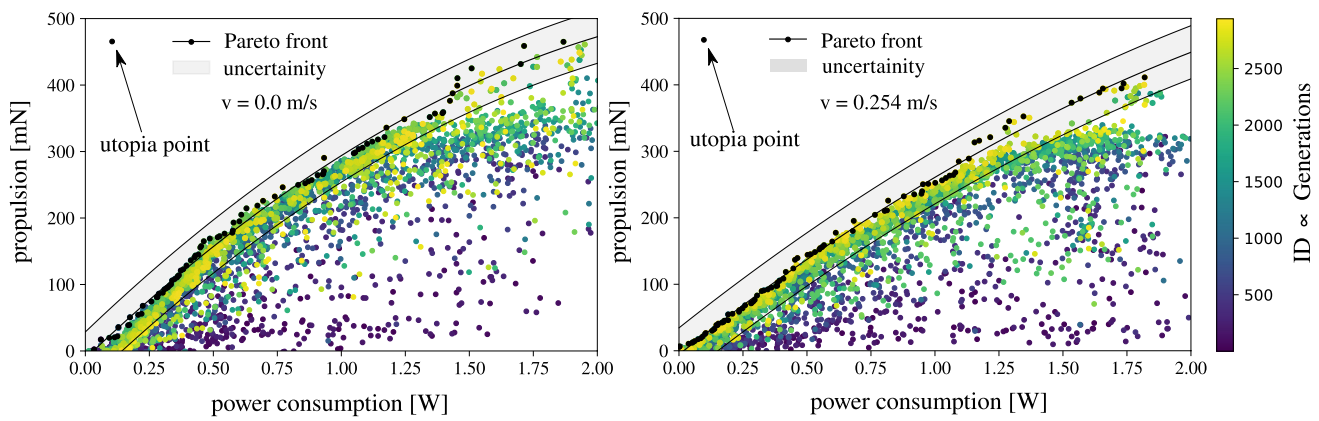 500
400
300
200
100
0
propulsion [mN]
0.00 0.25 0.50 0.75 1.00 1.25 1.50 1.75 2.00
power consumption [W]
Pareto front
uncertainity
v = 0.0 m/s
utopia point
500
400
300
200
100
0
propulsion [mN]
0.00 0.25 0.50 0.75 1.00 1.25 1.50 1.75 2.00
power consumption [W]
Pareto front
uncertainity
v = 0.254 m/s
utopia point
2500
2000
1500
1000
500
ID ∝ Generations